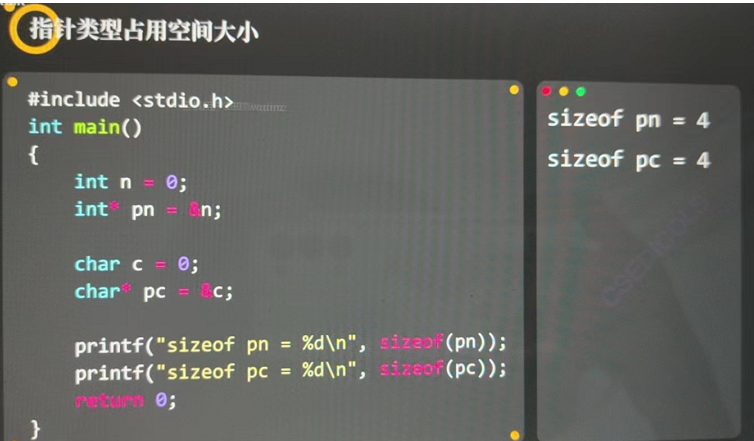 指针类型占用空间大小
#include <stdio.h>
int main()
{
int n = 0;
int* pn = &n;
char c = 0;
char* pc = &c;
printf("sizeof pn = %d\n", sizeof(pn));
printf("sizeof pc = %d\n", sizeof(pc));
return 0;
}
sizeof pn = 4
sizeof pc = 4